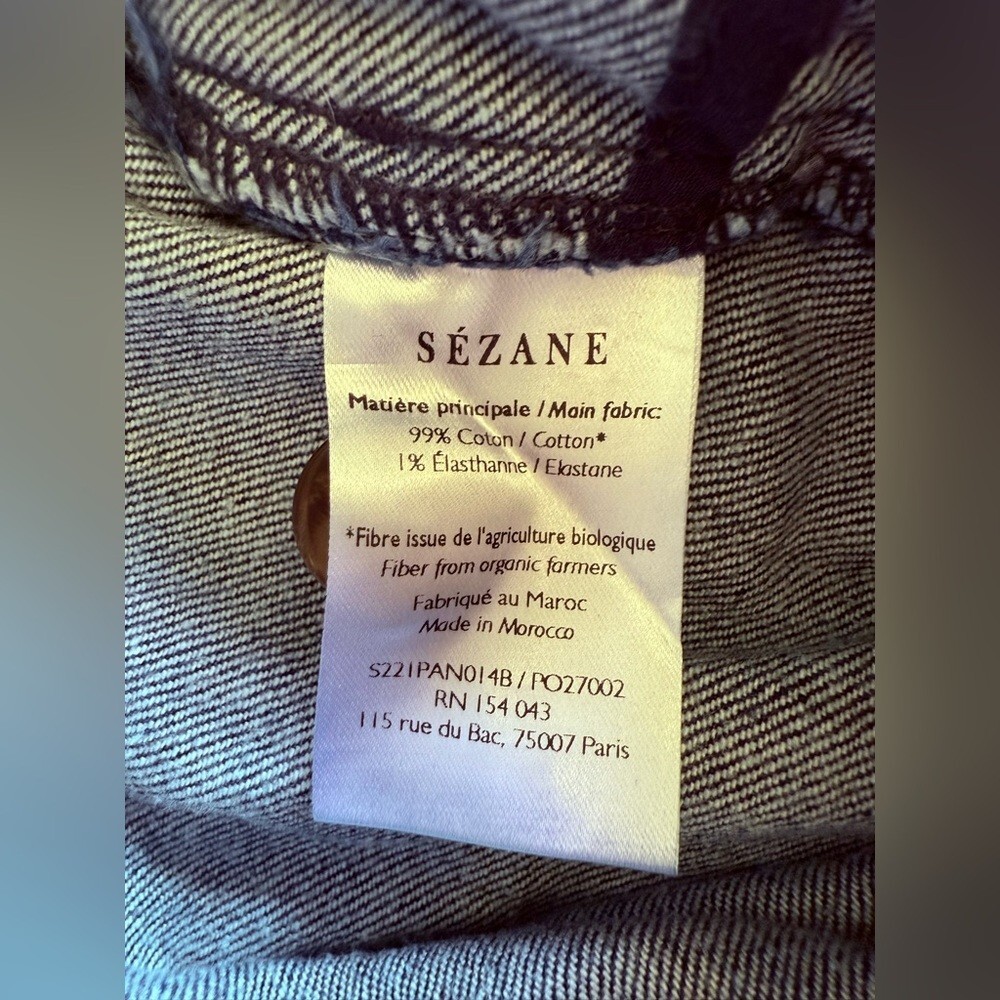 SÉZANE
Matière principale / Main fabric:
99% Coton / Cotton*
1% Élasthanne / Elastane
*Fibre issue de l'agriculture biologique
Fiber from organic farmers
Fabriqué au Maroc
Made in Morocco
S221PAN014B / PO27002
RN 154 043
115 rue du Bac, 75007 Paris